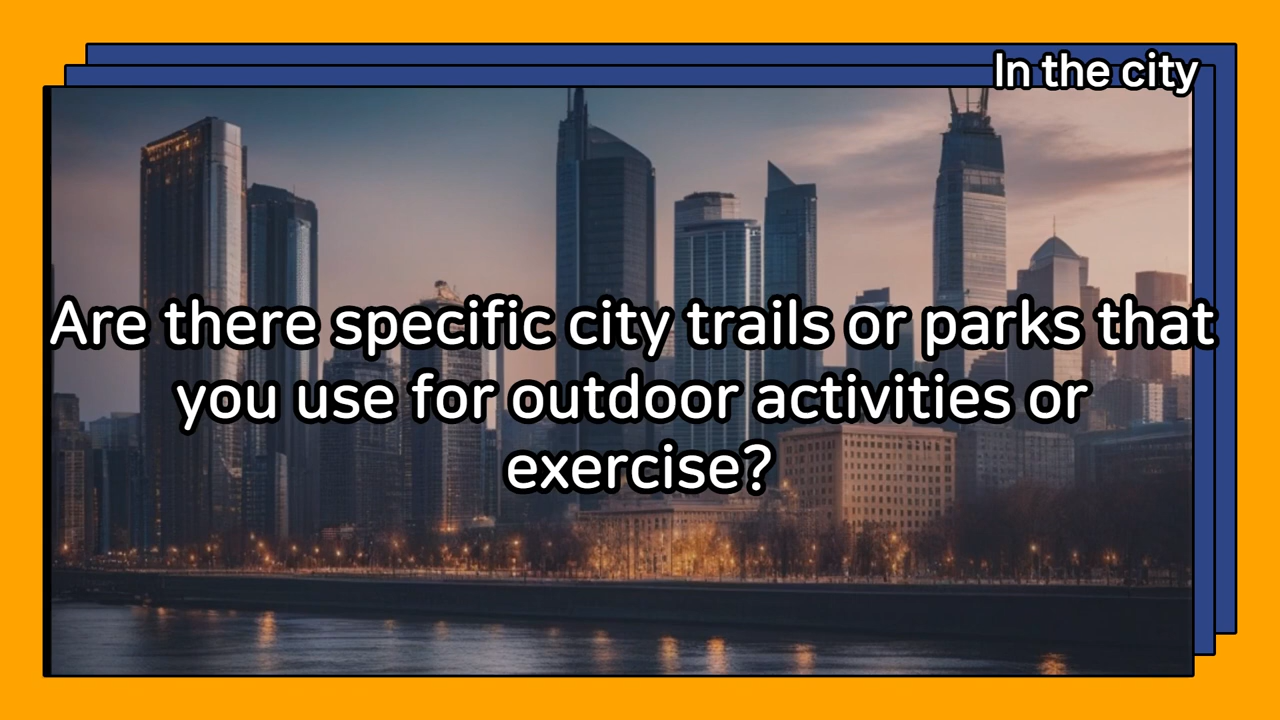 In the city
Are there specific city trails or parks that
you use for outdoor activities or
exercise?